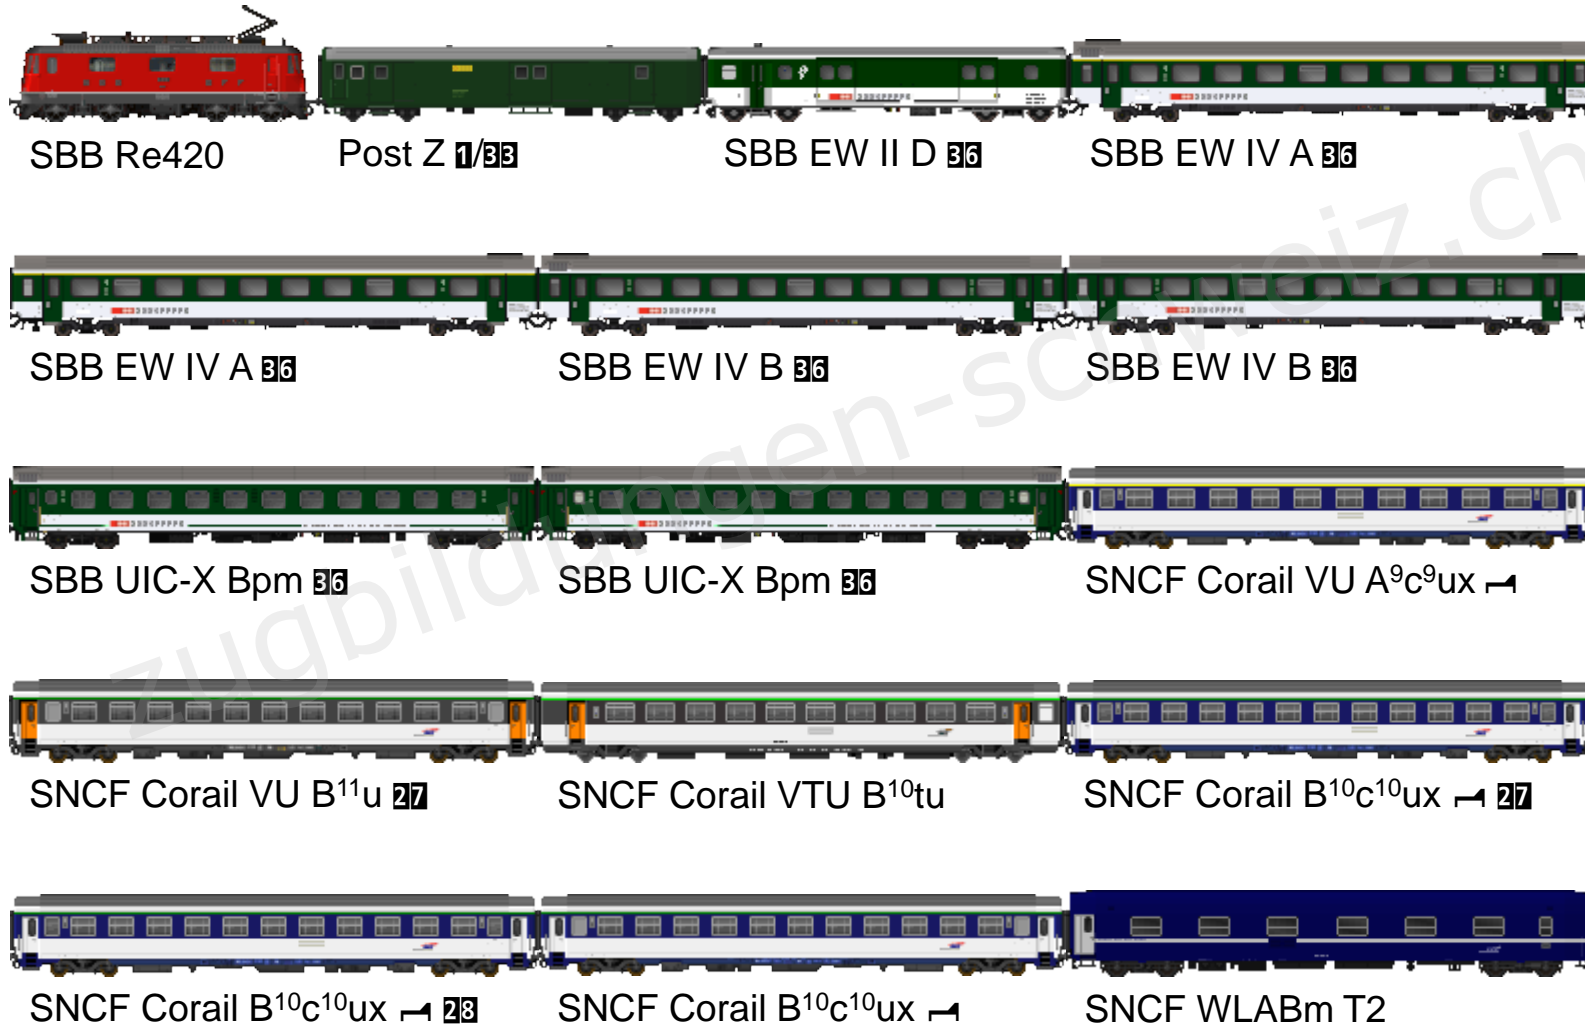 SBB Re420
Post Z 1/33
SBB EW II D 36
SBB EW IV A 36
SBB EW IV A 36
SBB EW IV B 36
SBB EW IV B 36
SBB UIC-X Bpm 36
SBB UIC-X Bpm 36
SNCF Corail VU A⁹c⁹ux
SNCF Corail VU B¹¹u 27
SNCF Corail VTU B¹⁰tu
SNCF Corail B¹⁰c¹⁰ux 27
SNCF Corail B¹⁰c¹⁰ux 28
SNCF Corail B¹⁰c¹⁰ux
SNCF WLABm T2
zugbildungen-schweiz.ch